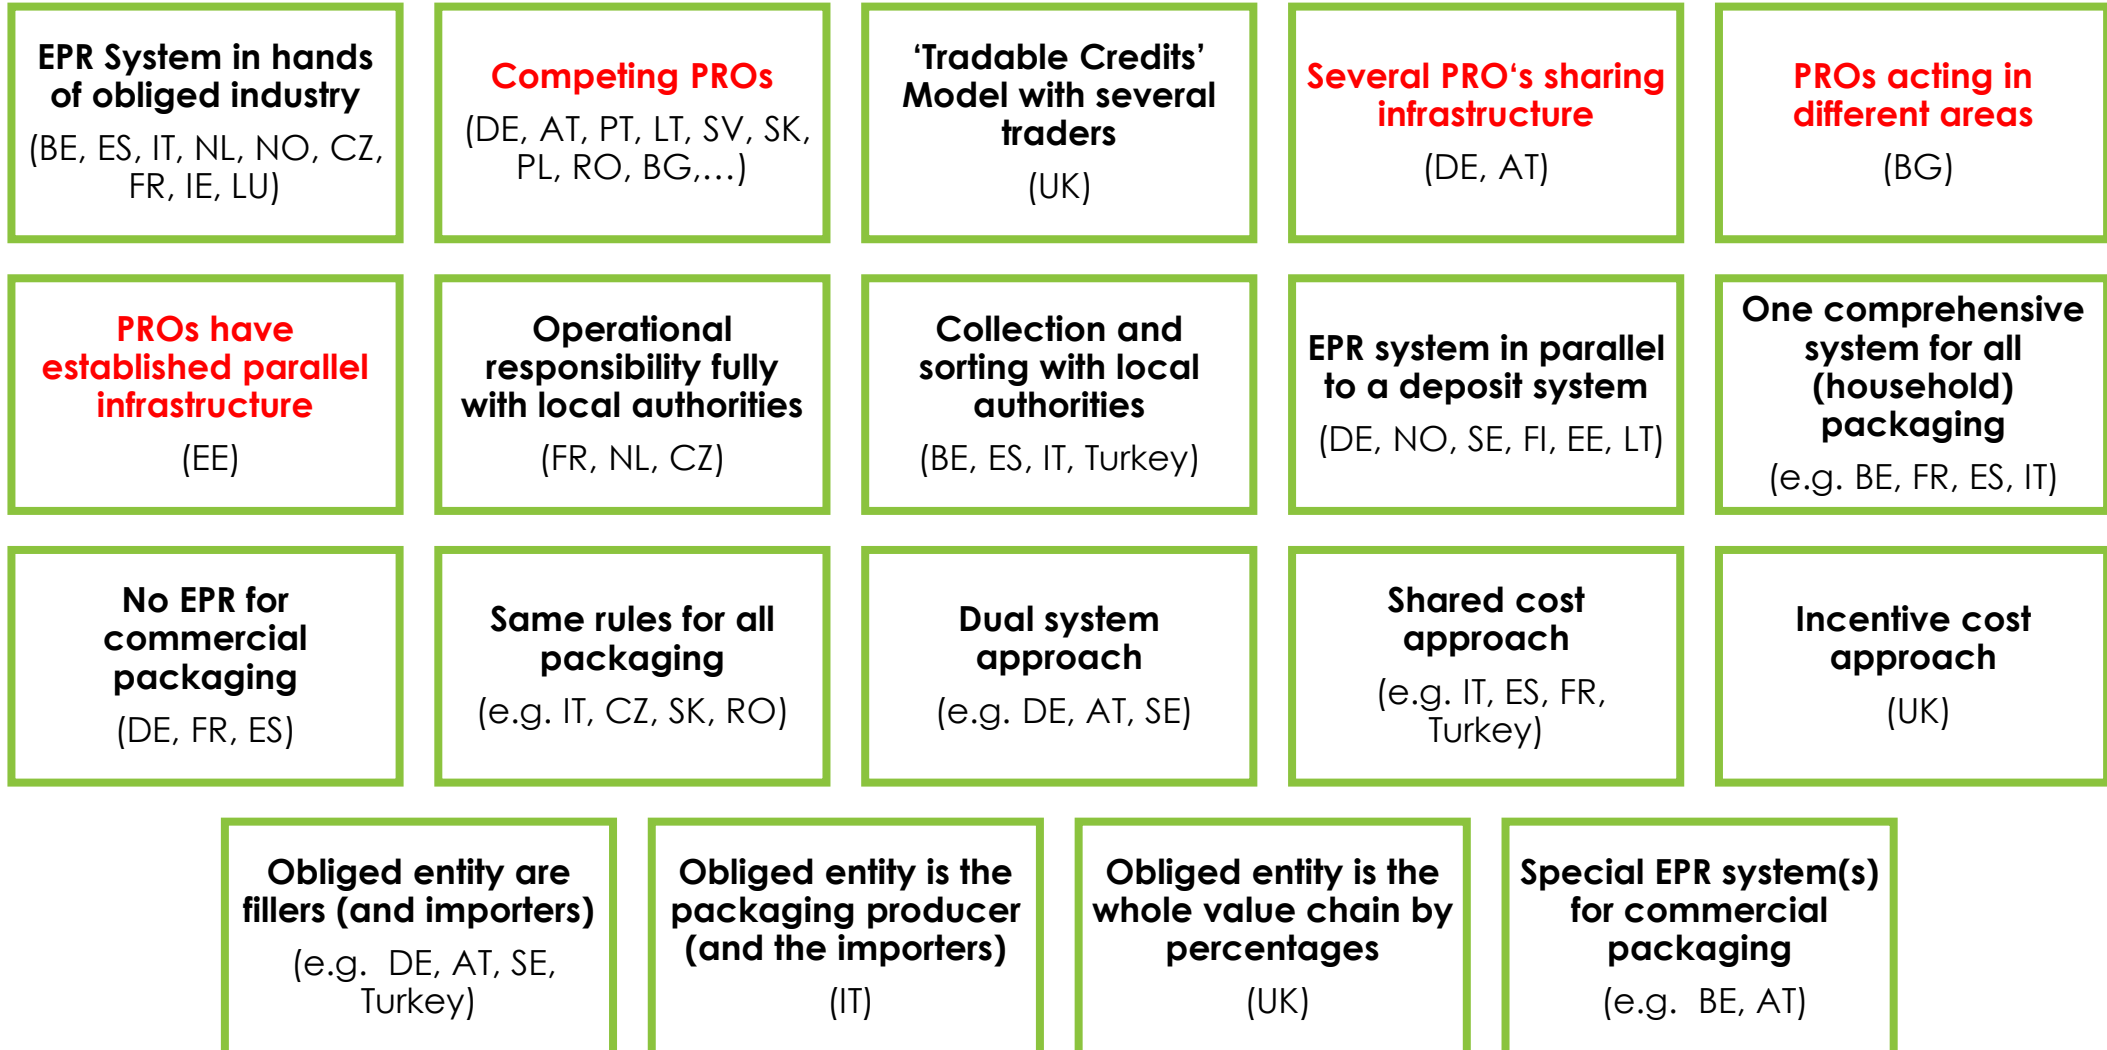 EPR System in hands
of obliged industry
(BE, ES, IT, NL, NO, CZ,
FR, IE, LU)
Competing PROs
(DE, AT, PT, LT, SV, SK,
PL, RO, BG,…)
‘Tradable Credits’
Model with several
traders
(UK)
Several PRO‘s sharing
infrastructure
(DE, AT)
PROs acting in
different areas
(BG)
PROs have
established parallel
infrastructure
(EE)
Operational
responsibility fully
with local authorities
(FR, NL, CZ)
Collection and
sorting with local
authorities
(BE, ES, IT, Turkey)
EPR system in parallel
to a deposit system
(DE, NO, SE, FI, EE, LT)
One comprehensive
system for all
(household)
packaging
(e.g. BE, FR, ES, IT)
No EPR for
commercial
packaging
(DE, FR, ES)
Same rules for all
packaging
(e.g. IT, CZ, SK, RO)
Dual system
approach
(e.g. DE, AT, SE)
Shared cost
approach
(e.g. IT, ES, FR,
Turkey)
Incentive cost
approach
(UK)
Obliged entity are
fillers (and importers)
(e.g. DE, AT, SE,
Turkey)
Obliged entity is the
packaging producer
(and the importers)
(IT)
Obliged entity is the
whole value chain by
percentages
(UK)
Special EPR system(s)
for commercial
packaging
(e.g. BE, AT)